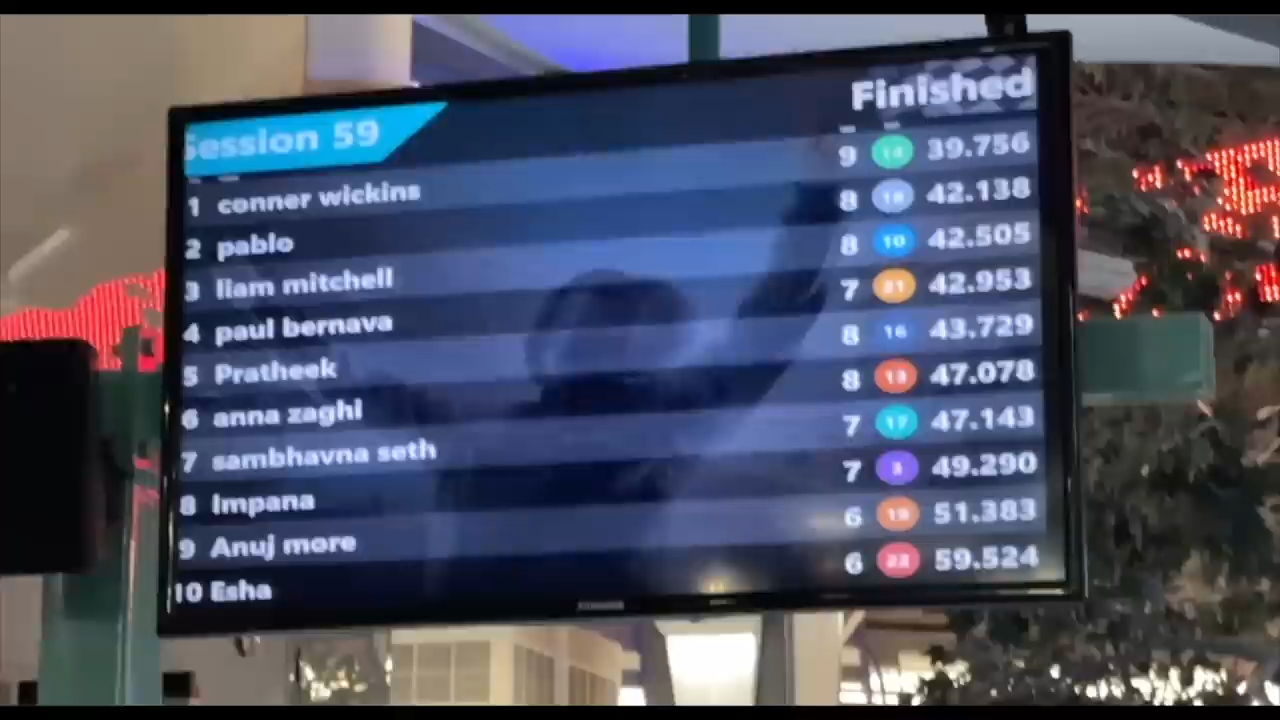 Session 59 Finished
1 conner wickins 9 39.756
2 pablo 8 18 42.138
3 liam mitchell 8 10 42.505
4 paul bernava 7 21 42.953
5 Pratheek 8 16 43.729
6 anna zaghi 8 13 47.078
7 sambhavna seth 7 17 47.143
8 Impana 7 49.290
9 Anuj more 6 19 51.383
10 Esha 6 22 59.524